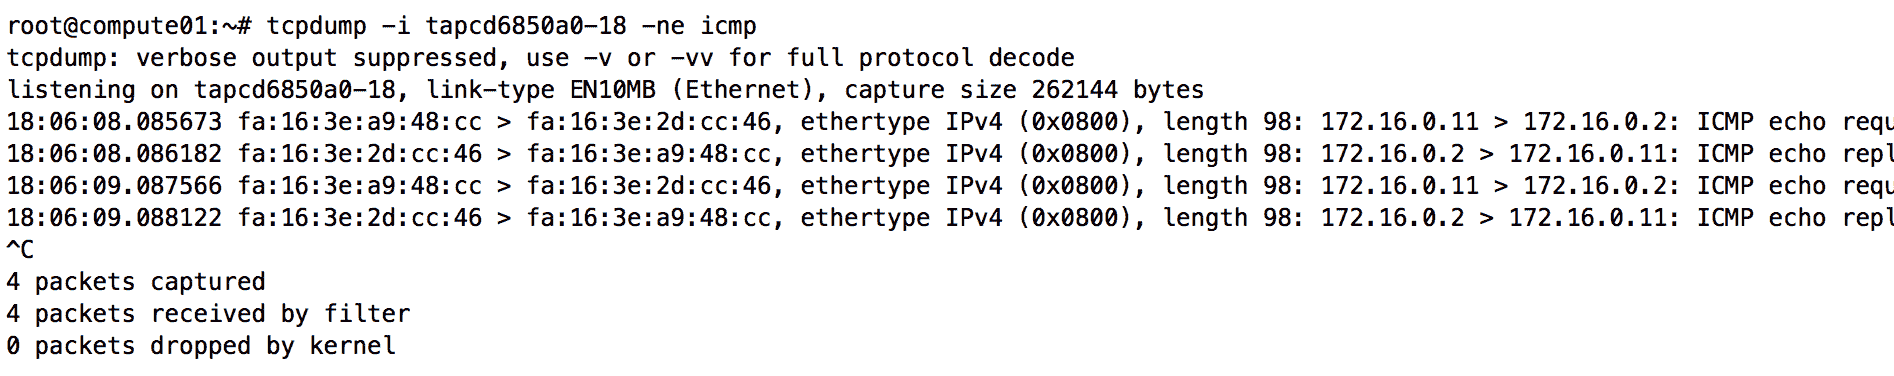 root@compute01:~# tcpdump -i tapcd6850a0-18 -ne icmp
tcpdump: verbose output suppressed, use -v or -vv for full protocol decode
listening on tapcd6850a0-18, link-type EN10MB (Ethernet), capture size 262144 bytes
18:06:08.085673 fa:16:3e:a9:48:cc > fa:16:3e:2d:cc:46, ethertype IPv4 (0x0800), length 98: 172.16.0.11 > 172.16.0.2: ICMP echo requ
18:06:08.086182 fa:16:3e:2d:cc:46 > fa:16:3e:a9:48:cc, ethertype IPv4 (0x0800), length 98: 172.16.0.2 > 172.16.0.11: ICMP echo repl
18:06:09.087566 fa:16:3e:a9:48:cc > fa:16:3e:2d:cc:46, ethertype IPv4 (0x0800), length 98: 172.16.0.11 > 172.16.0.2: ICMP echo requ
18:06:09.088122 fa:16:3e:2d:cc:46 > fa:16:3e:a9:48:cc, ethertype IPv4 (0x0800), length 98: 172.16.0.2 > 172.16.0.11: ICMP echo repl
^C
4 packets captured
4 packets received by filter
0 packets dropped by kernel